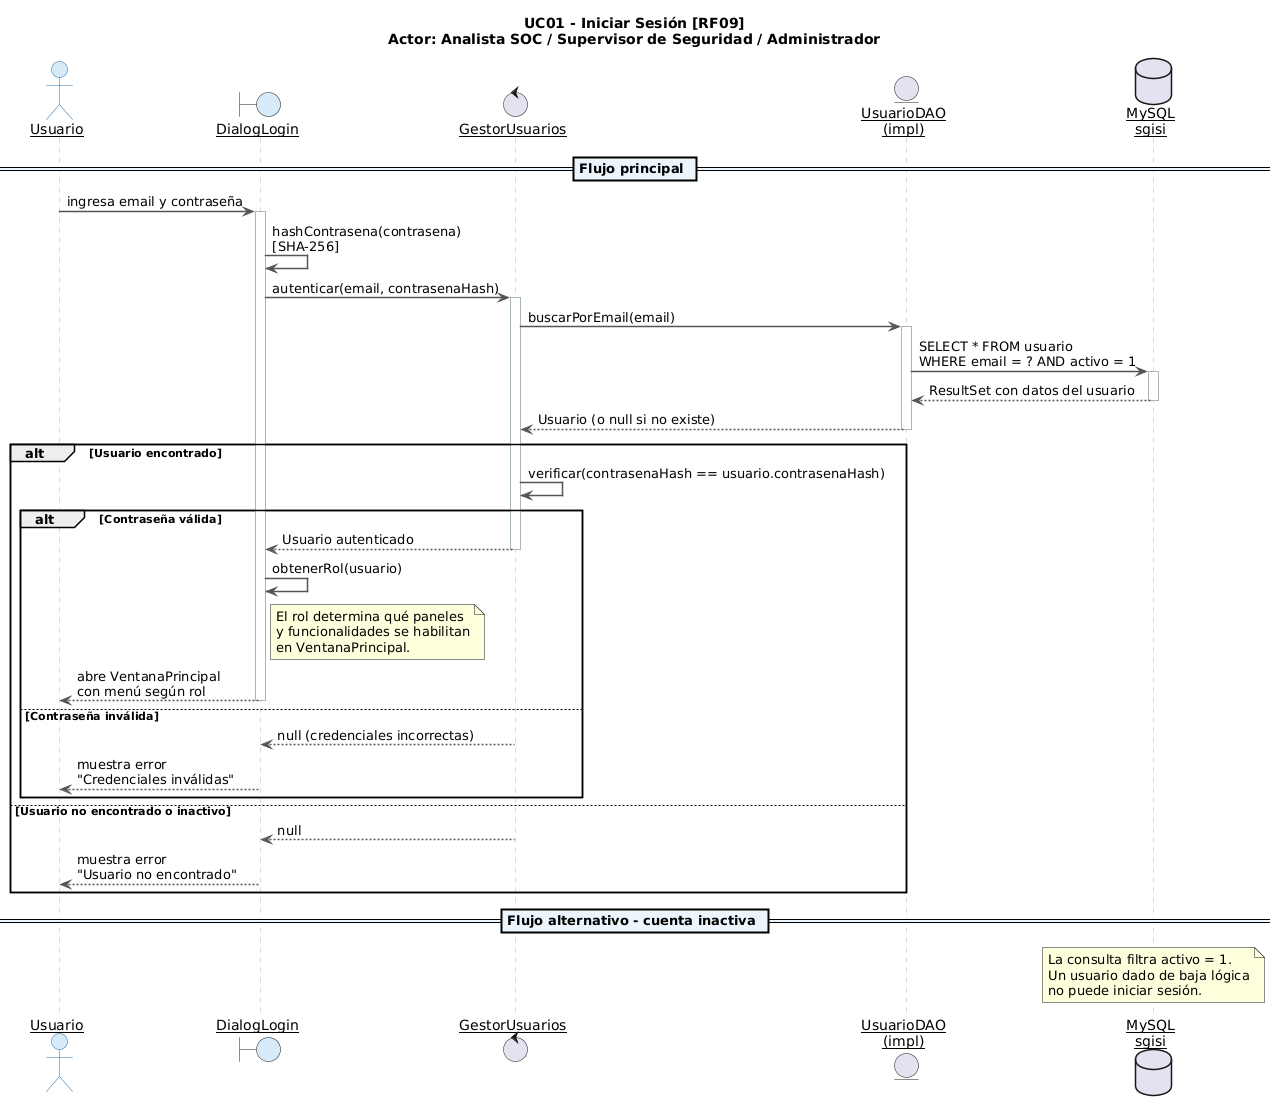 UC01 - Iniciar Sesión [RF09]
Actor: Analista SOC / Supervisor de Seguridad / Administrador
Usuario
DialogLogin
GestorUsuarios
UsuarioDAO
(impl)
MySQL
sgisi
Flujo principal
ingresa email y contraseña
hashContrasena(contrasena)
[SHA-256]
autenticar(email, contrasenaHash)
buscarPorEmail(email)
SELECT * FROM usuario
WHERE email = ? AND activo = 1
ResultSet con datos del usuario
Usuario (o null si no existe)
alt [Usuario encontrado]
verificar(contrasenaHash == usuario.contrasenaHash)
alt [Contraseña válida]
Usuario autenticado
obtenerRol(usuario)
El rol determina qué paneles
y funcionalidades se habilitan
en VentanaPrincipal.
abre VentanaPrincipal
con menú según rol
[Contraseña inválida]
null (credenciales incorrectas)
muestra error
"Credenciales inválidas"
[Usuario no encontrado o inactivo]
null
muestra error
"Usuario no encontrado"
Flujo alternativo - cuenta inactiva
La consulta filtra activo = 1.
Un usuario dado de baja lógica
no puede iniciar sesión.
Usuario
DialogLogin
GestorUsuarios
UsuarioDAO
(impl)
MySQL
sgisi